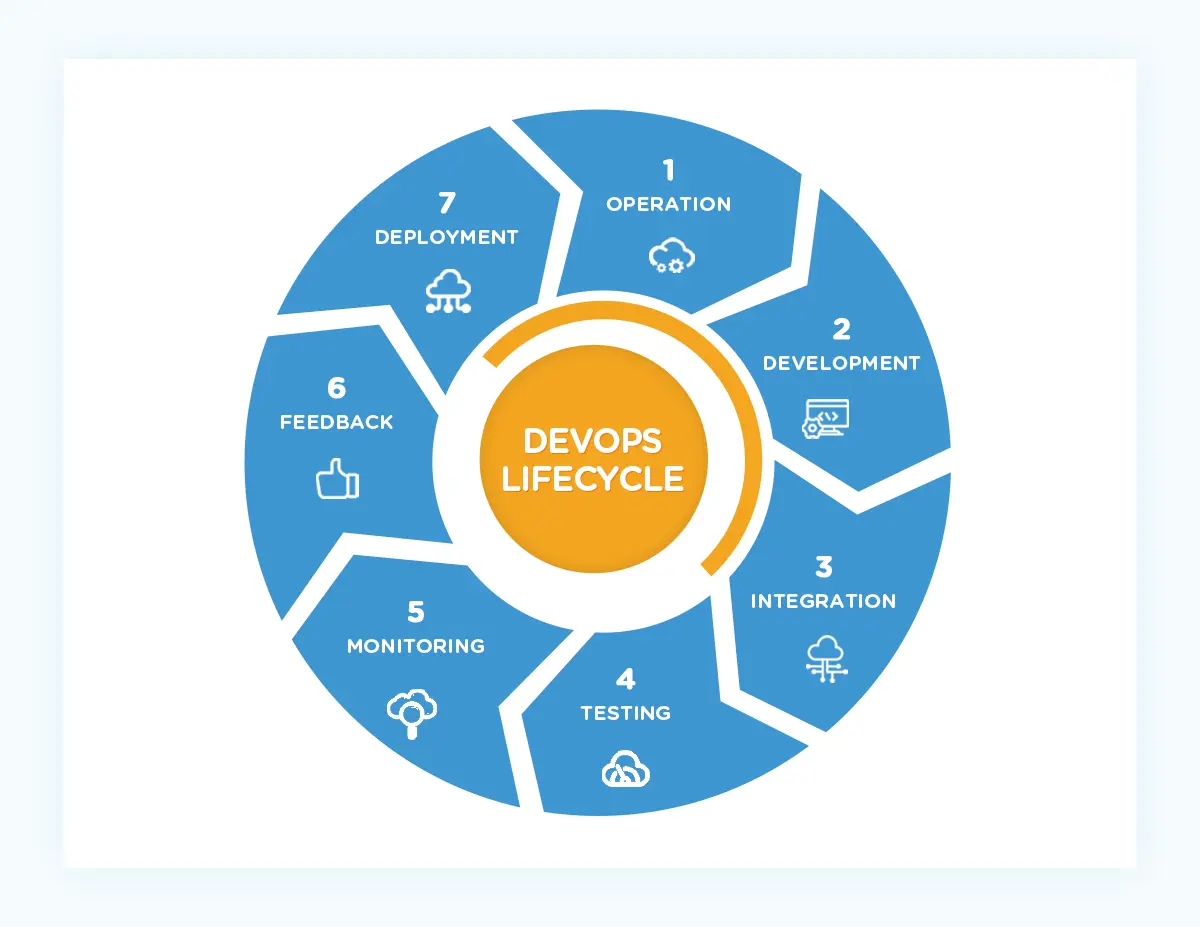 DEVOPS
LIFECYCLE
1
OPERATION
2
DEVELOPMENT
3
INTEGRATION
4
TESTING
5
MONITORING
6
FEEDBACK
7
DEPLOYMENT